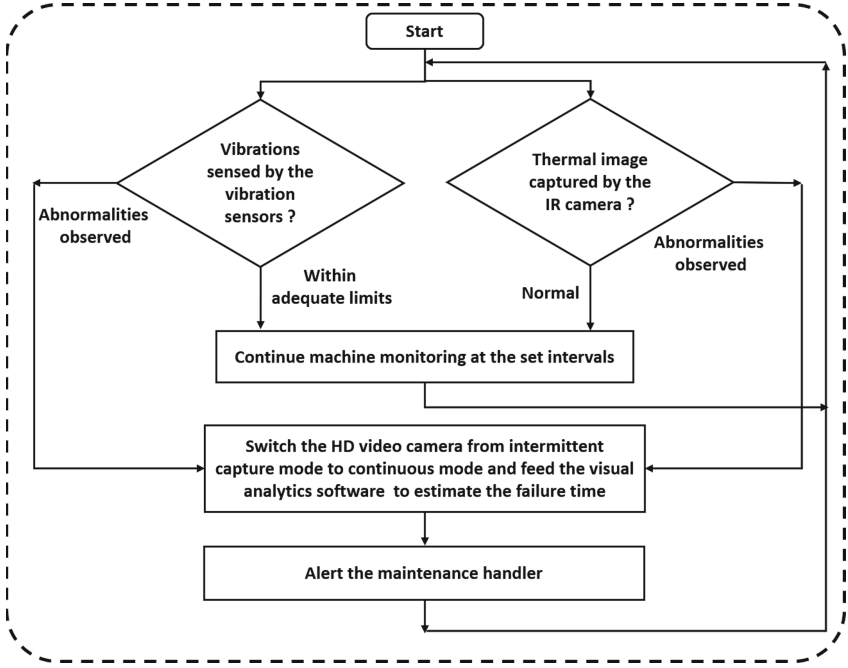 Start
Vibrations
sensed by the
vibration
sensors ?
Thermal image
captured by the
IR camera ?
Abnormalities
observed
Abnormalities
observed
Within
adequate limits
Normal
Continue machine monitoring at the set intervals
Switch the HD video camera from intermittent
capture mode to continuous mode and feed the visual
analytics software to estimate the failure time
Alert the maintenance handler